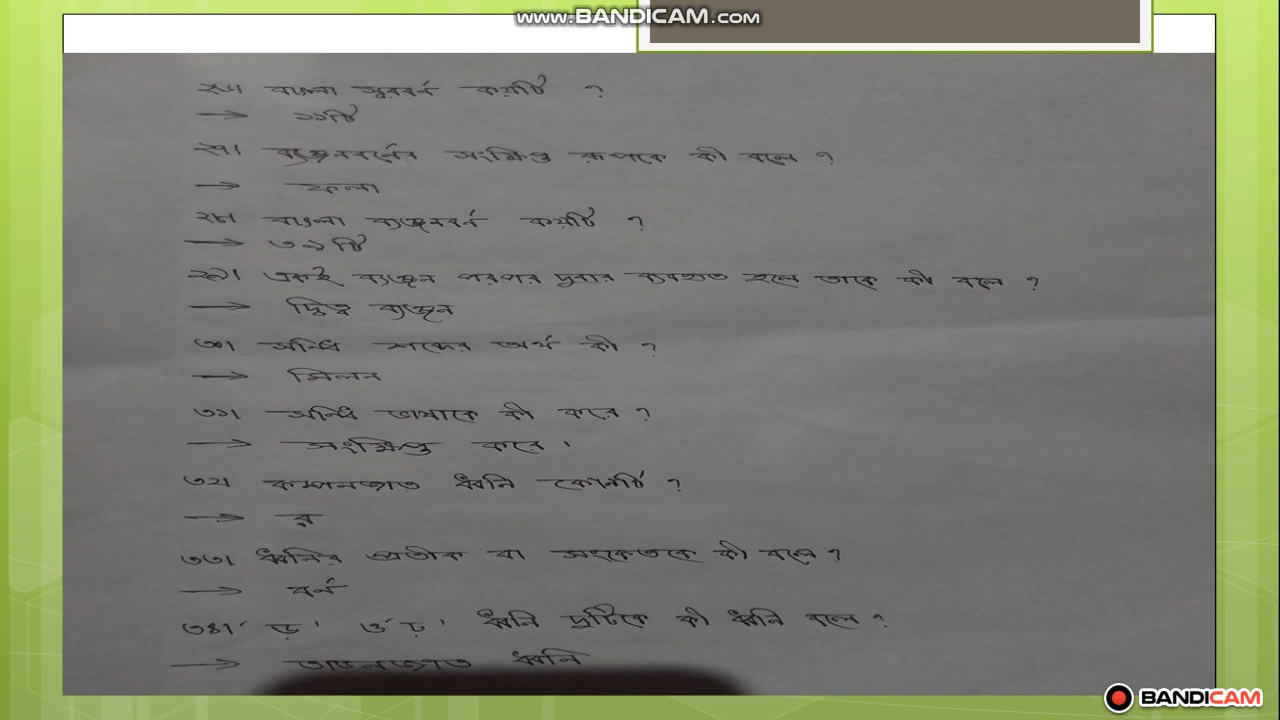 www.BANDICAM.com
২৬। বাংলা স্বরবর্ণ কয়টি ?
→ ১১টি
২৭। ব্যঞ্জনবর্ণের সংক্ষিপ্ত রূপকে কী বলে ?
→ ফলা
২৮। বাংলা ব্যঞ্জনবর্ণ কয়টি ?
→ ৩৯টি
২৯। একই ব্যঞ্জন পরপর দুবার ব্যবহৃত হলে তাকে কী বলে ?
→ দ্বিত্ব ব্যঞ্জন
৩০। সন্ধি শব্দের অর্থ কী ?
→ মিলন
৩১। সন্ধি ভাষাকে কী করে ?
→ সংক্ষিপ্ত করে ।
৩২। কম্পনজাত ধ্বনি কোনটি ?
→ র
৩৩। ধ্বনির প্রতীক বা সংকেতকে কী বলে ?
→ বর্ণ
৩৪। 'ড়' ও 'ঢ়' ধ্বনি দুটিকে কী ধ্বনি বলে ?
→ তাড়নজাত ধ্বনি
BANDICAM